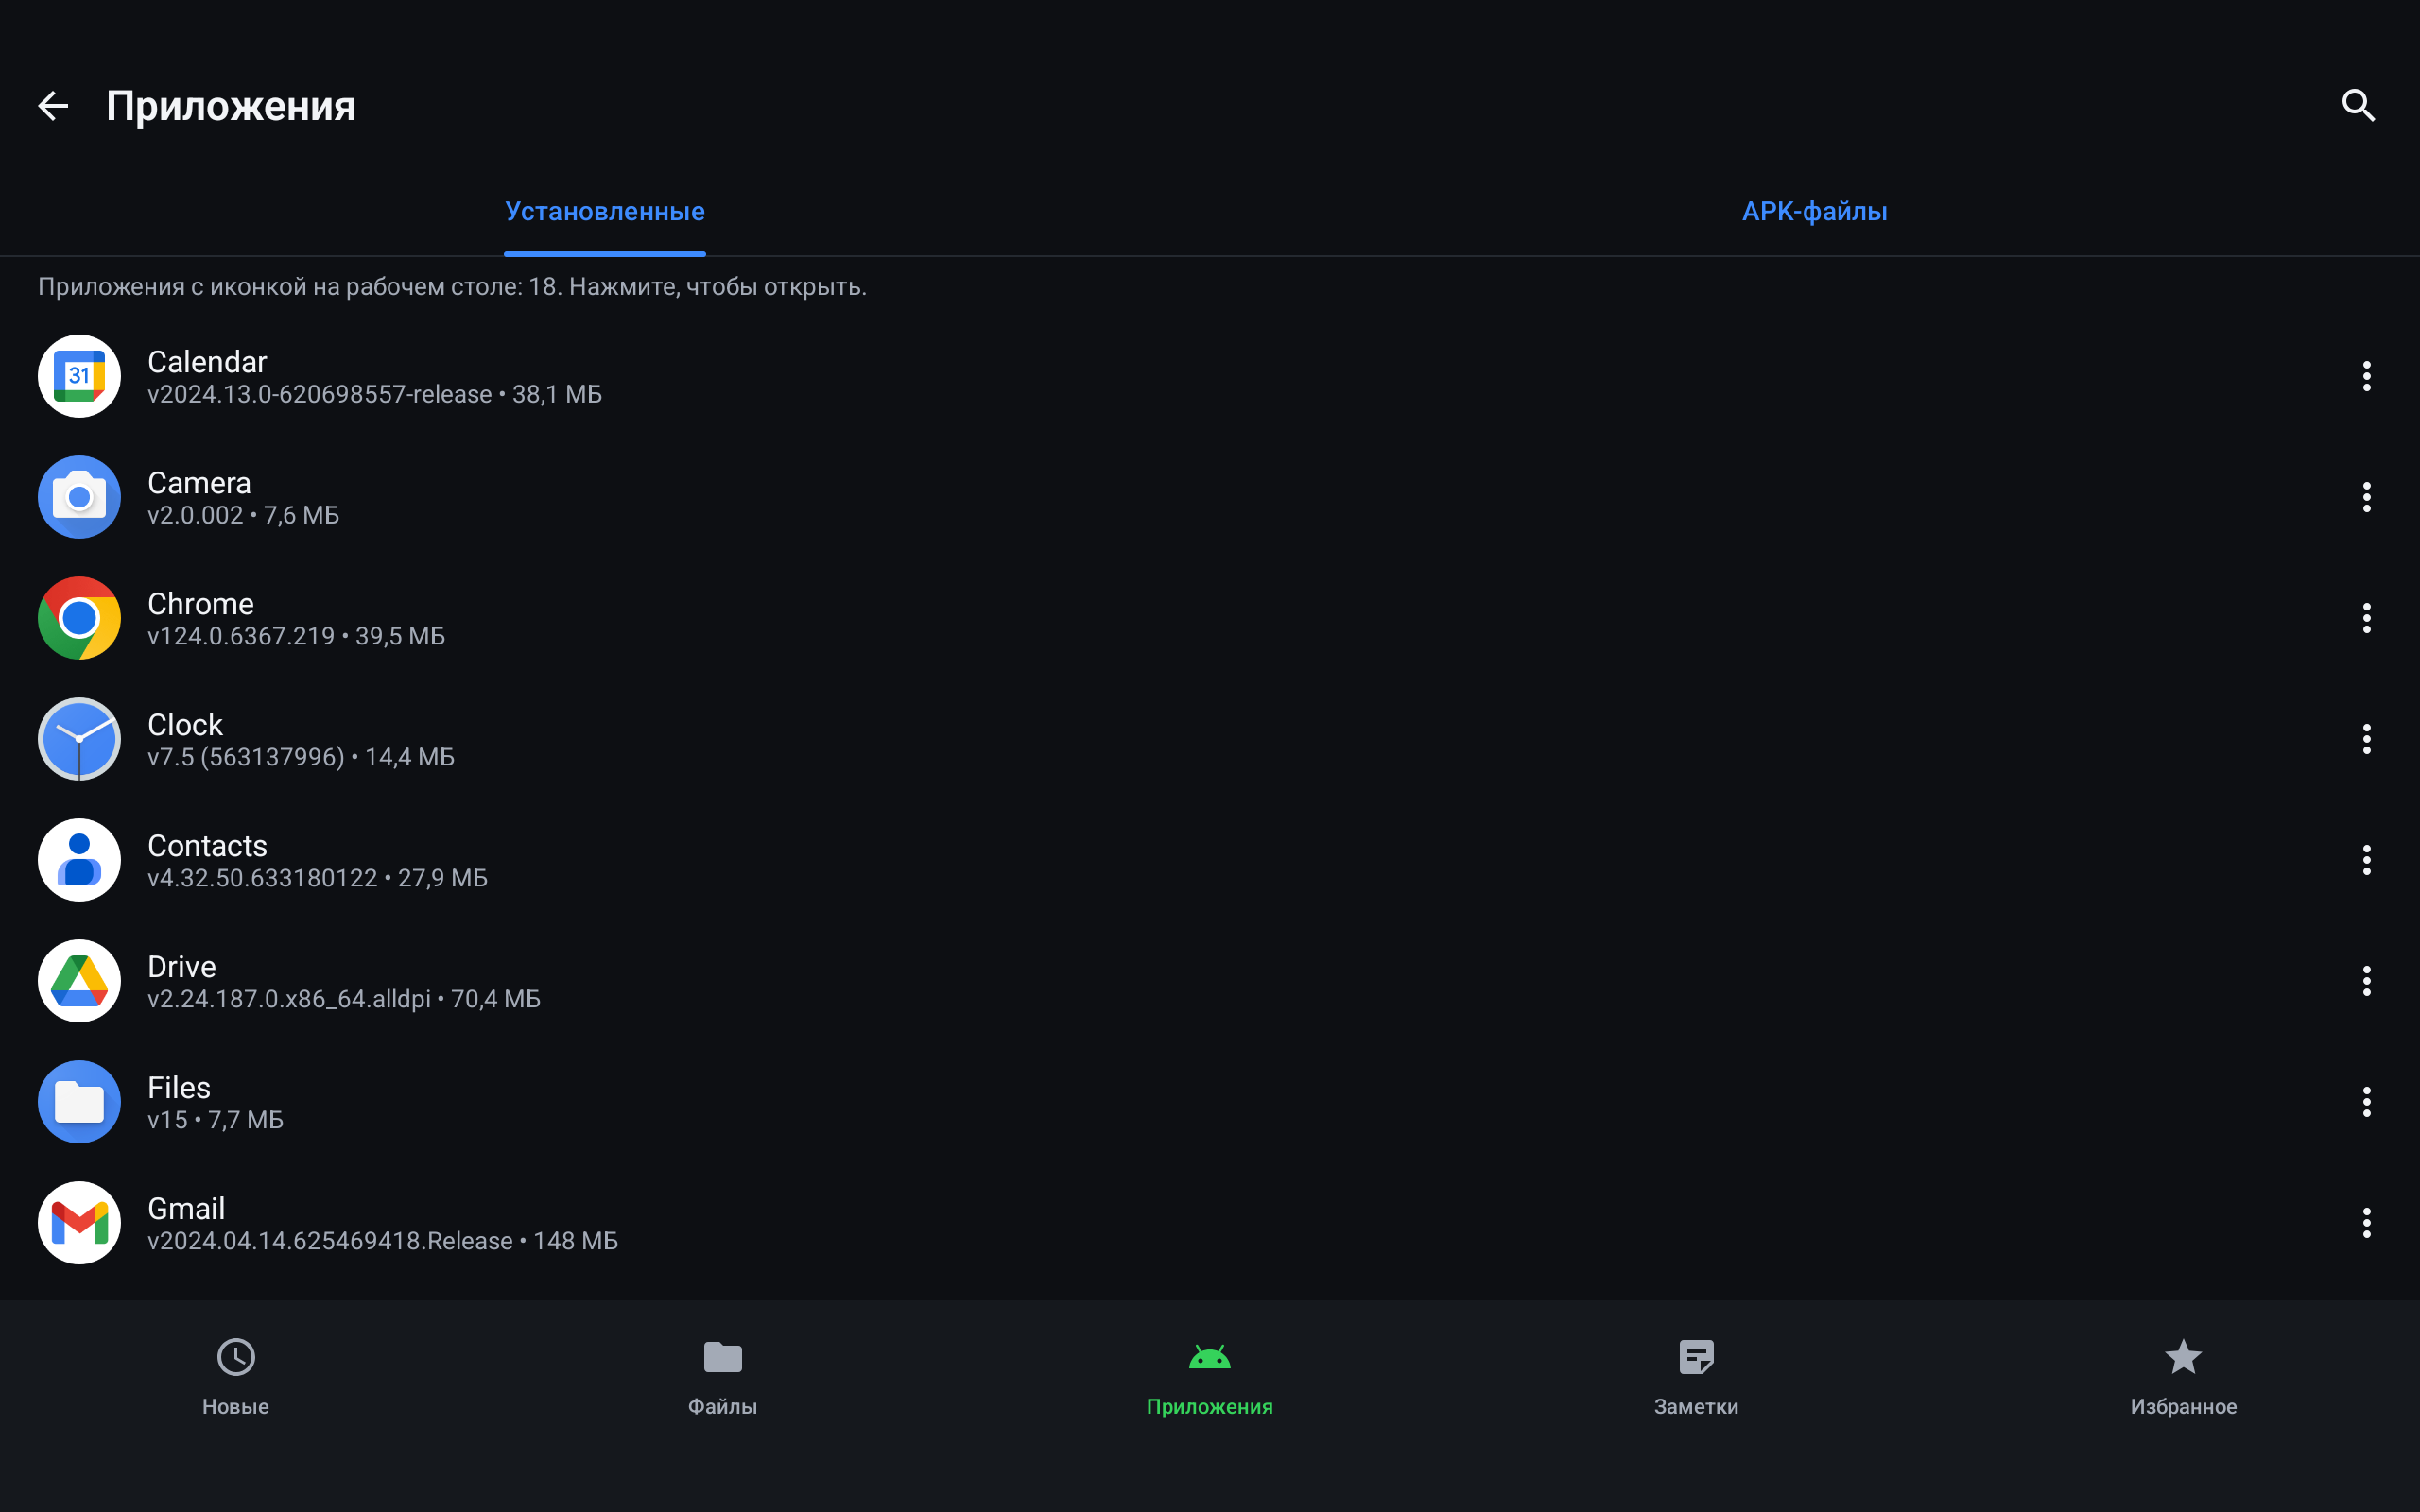 Приложения
Установленные
APK-файлы
Приложения с иконкой на рабочем столе: 18. Нажмите, чтобы открыть.
31
Calendar
v2024.13.0-620698557-release • 38,1 МБ
Camera
v2.0.002 • 7,6 МБ
Chrome
v124.0.6367.219 • 39,5 МБ
Clock
v7.5 (563137996) • 14,4 МБ
Contacts
v4.32.50.633180122 • 27,9 МБ
Drive
v2.24.187.0.x86_64.alldpi • 70,4 МБ
Files
v15 • 7,7 МБ
Gmail
v2024.04.14.625469418.Release • 148 МБ
Новые
Файлы
Приложения
Заметки
Избранное